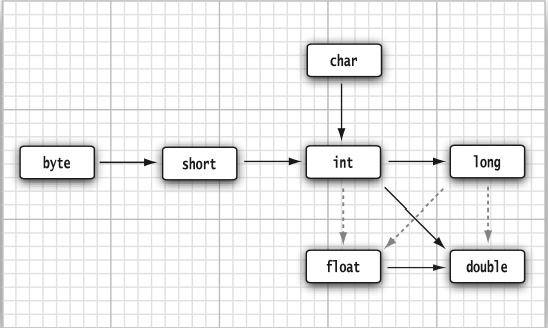 char
byte
short
int
long
float
double